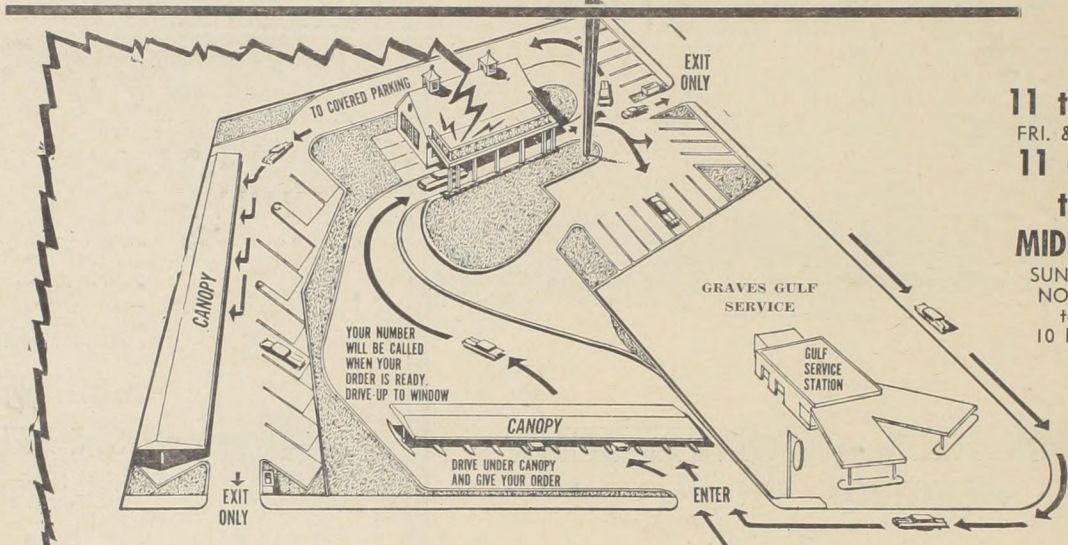 EXIT
ONLY
TO COVERED PARKING
11
FRI. &
11
MID
SUN
NO
10
CANOPY
GRAVES GULF
SERVICE
YOUR NUMBER
WILL BE CALLED
WHEN YOUR
ORDER IS READY.
DRIVE-UP TO WINDOW
GULF
SERVICE
STATION
CANOPY
DRIVE UNDER CANOPY
AND GIVE YOUR ORDER
EXIT
ONLY
ENTER